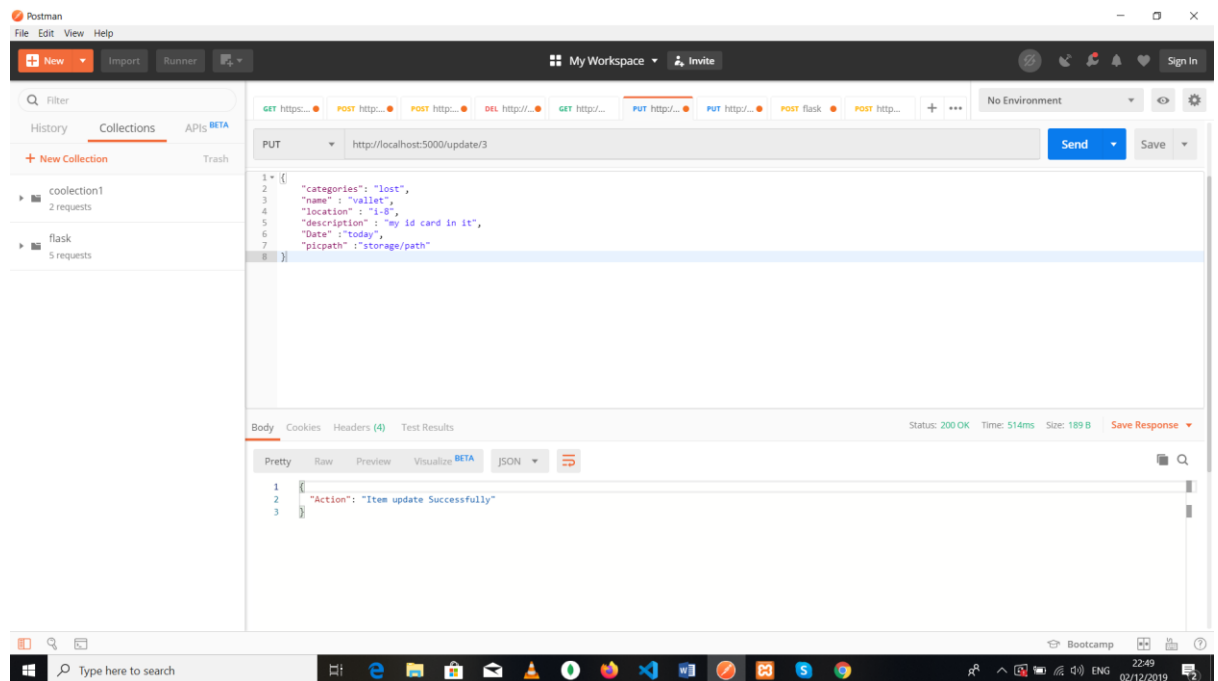 Postman
File Edit View Help
New Import Runner My Workspace Invite Sign In
Filter
History Collections APIs BETA
+ New Collection Trash
coolection1
2 requests
flask
5 requests
GET https:... POST http:... POST http:... DEL http://... GET http:/... PUT http:/... PUT http:/... POST flask POST http... + ••• No Environment
PUT http://localhost:5000/update/3 Send Save
1 {
2 "categories": "lost",
3 "name" : "vallet",
4 "location" : "i-8",
5 "description" : "my id card in it",
6 "Date" :"today",
7 "picpath" :"storage/path"
8 }
Body Cookies Headers (4) Test Results Status: 200 OK Time: 514ms Size: 189 B Save Response
Pretty Raw Preview Visualize BETA JSON
1 {
2 "Action": "Item update Successfully"
3 }
Bootcamp
Type here to search ENG 22:49
02/12/2019